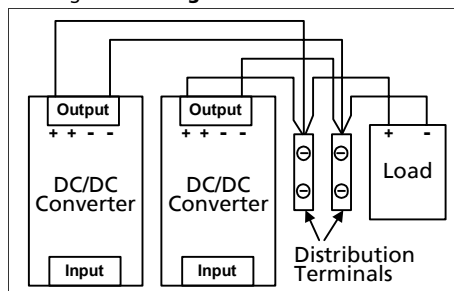 Output
+ + - -
DC/DC
Converter
Input
Output
+ + - -
DC/DC
Converter
Input
+ -
Load
Distribution
Terminals